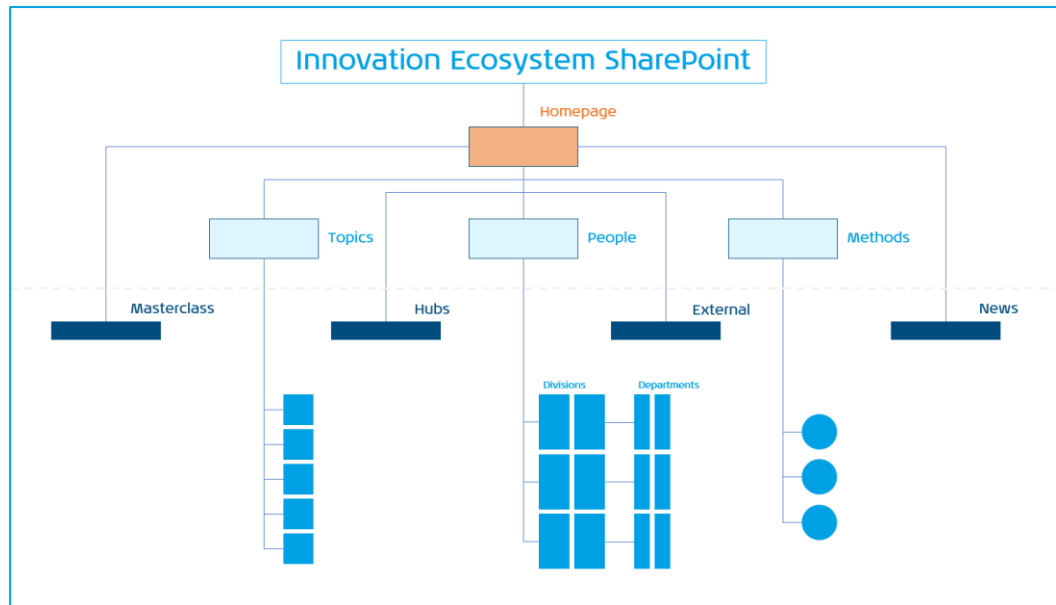 Innovation Ecosystem SharePoint
Homepage
Topics
People
Methods
Masterclass
Hubs
External
News
Divisions
Departments